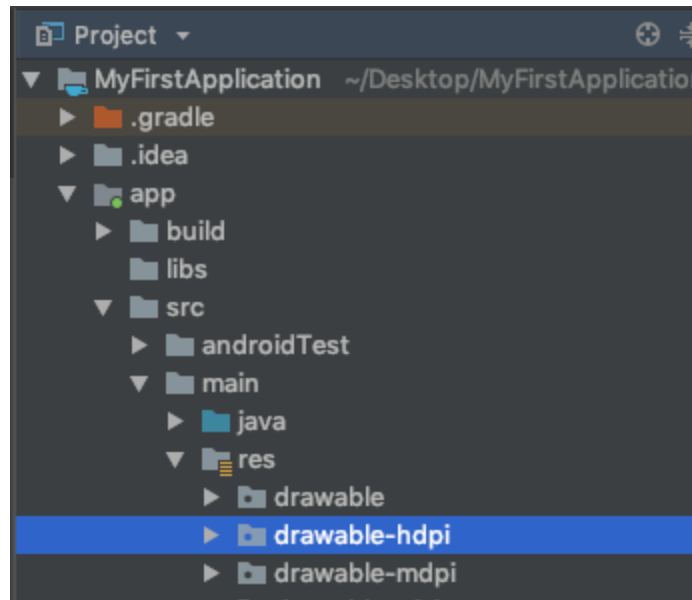 Project
MyFirstApplication ~/Desktop/MyFirstApplicatio
.gradle
.idea
app
build
libs
src
androidTest
main
java
res
drawable
drawable-hdpi
drawable-mdpi